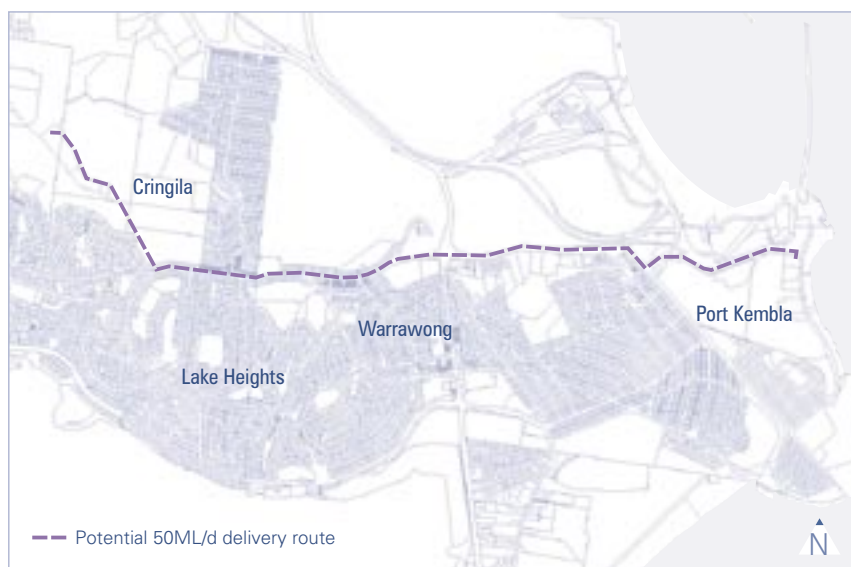 Cringila
Port Kembla
Warrawong
Lake Heights
Potential 50ML/d delivery route
N